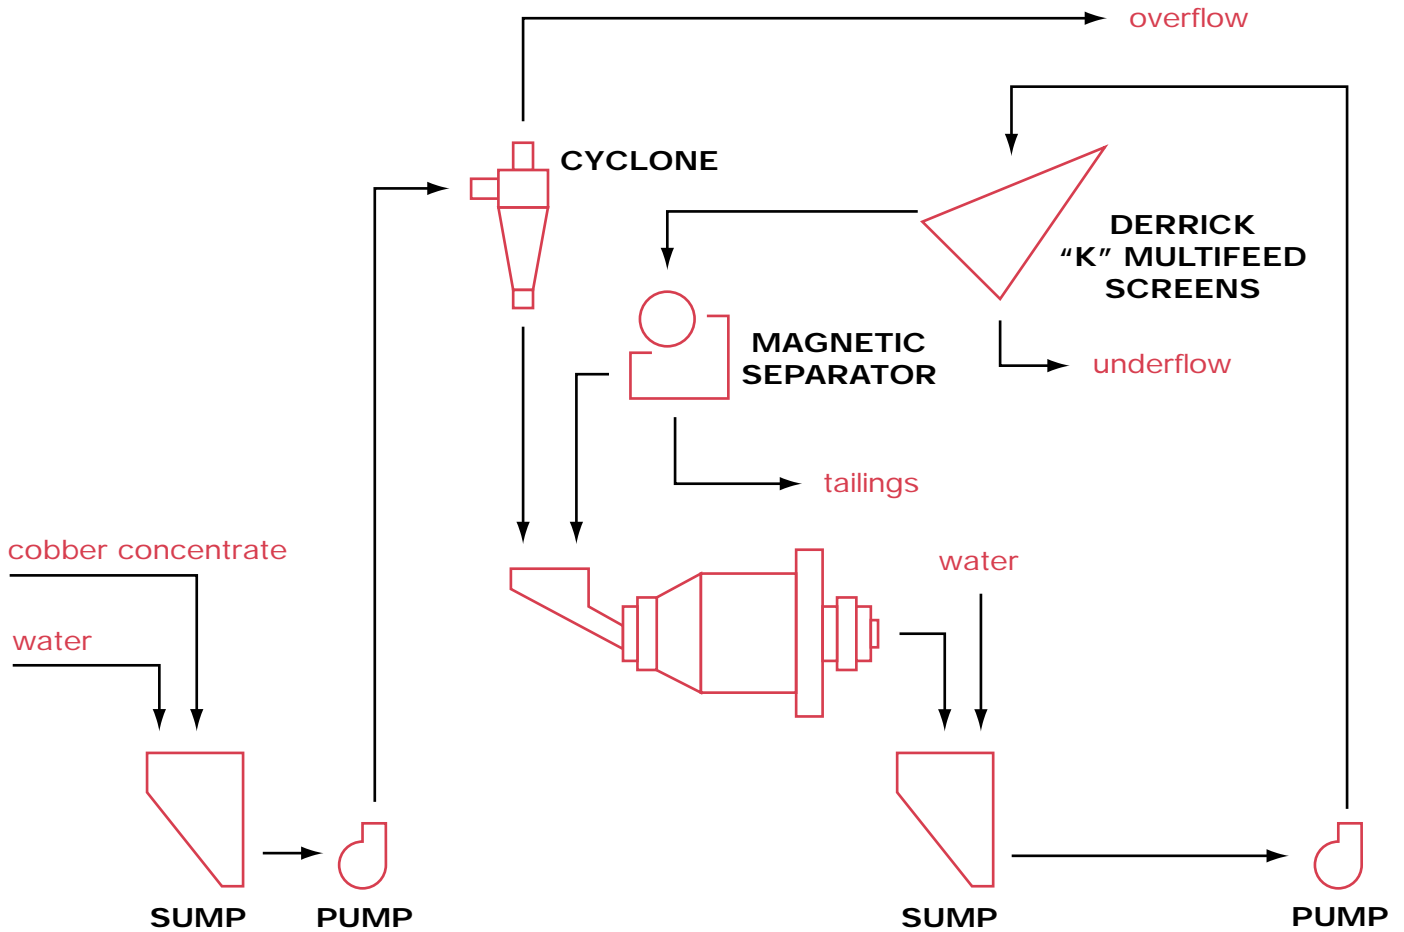 overflow
CYCLONE
DERRICK
“K” MULTIFEED
SCREENS
MAGNETIC
SEPARATOR
underflow
tailings
cobber concentrate
water
water
SUMP
PUMP
SUMP
PUMP